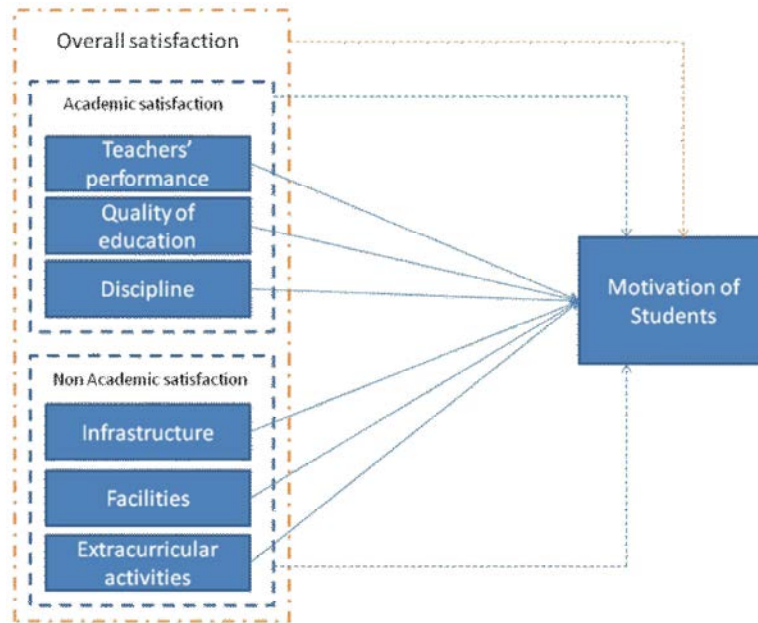 Overall satisfaction
Academic satisfaction
Teachers'
performance
Quality of
education
Discipline
Motivation of
Students
Non Academic satisfaction
Infrastructure
Facilities
Extracurricular
activities